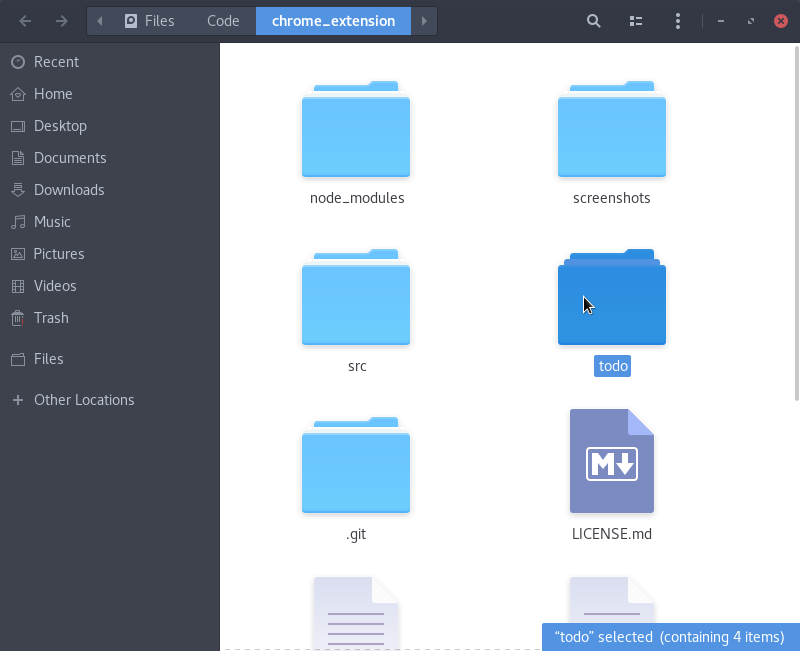 Files
Code
chrome_extension
Recent
Home
Desktop
Documents
Downloads
Music
Pictures
Videos
Trash
Files
Other Locations
node_modules
screenshots
src
todo
.git
M
LICENSE.md
“todo” selected (containing 4 items)